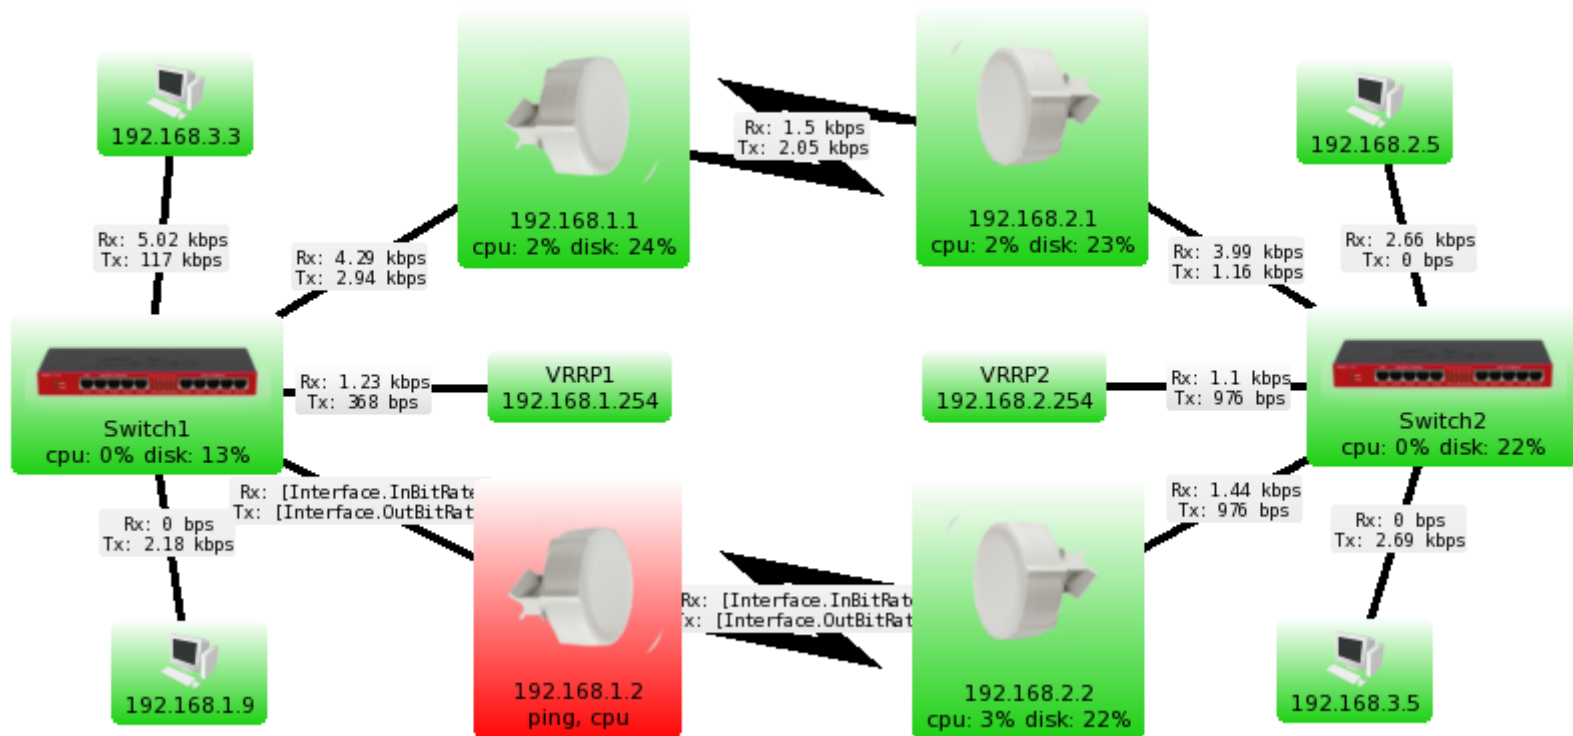 192.168.3.3
Rx: 5.02 kbps
Tx: 117 kbps
192.168.1.1
cpu: 2% disk: 24%
Rx: 4.29 kbps
Tx: 2.94 kbps
Rx: 1.5 kbps
Tx: 2.05 kbps
192.168.2.1
cpu: 2% disk: 23%
Rx: 3.99 kbps
Tx: 1.16 kbps
192.168.2.5
Rx: 2.66 kbps
Tx: 0 bps
Switch1
cpu: 0% disk: 13%
Rx: 1.23 kbps
Tx: 368 bps
VRRP1
192.168.1.254
VRRP2
192.168.2.254
Rx: 1.1 kbps
Tx: 976 bps
Switch2
cpu: 0% disk: 22%
Rx: [Interface.InBitRate
Tx: [Interface.OutBitRat
Rx: 0 bps
Tx: 2.18 kbps
192.168.1.9
192.168.1.2
ping, cpu
Rx: [Interface.InBitRate
Tx: [Interface.OutBitRat
192.168.2.2
cpu: 3% disk: 22%
Rx: 1.44 kbps
Tx: 976 bps
Rx: 0 bps
Tx: 2.69 kbps
192.168.3.5